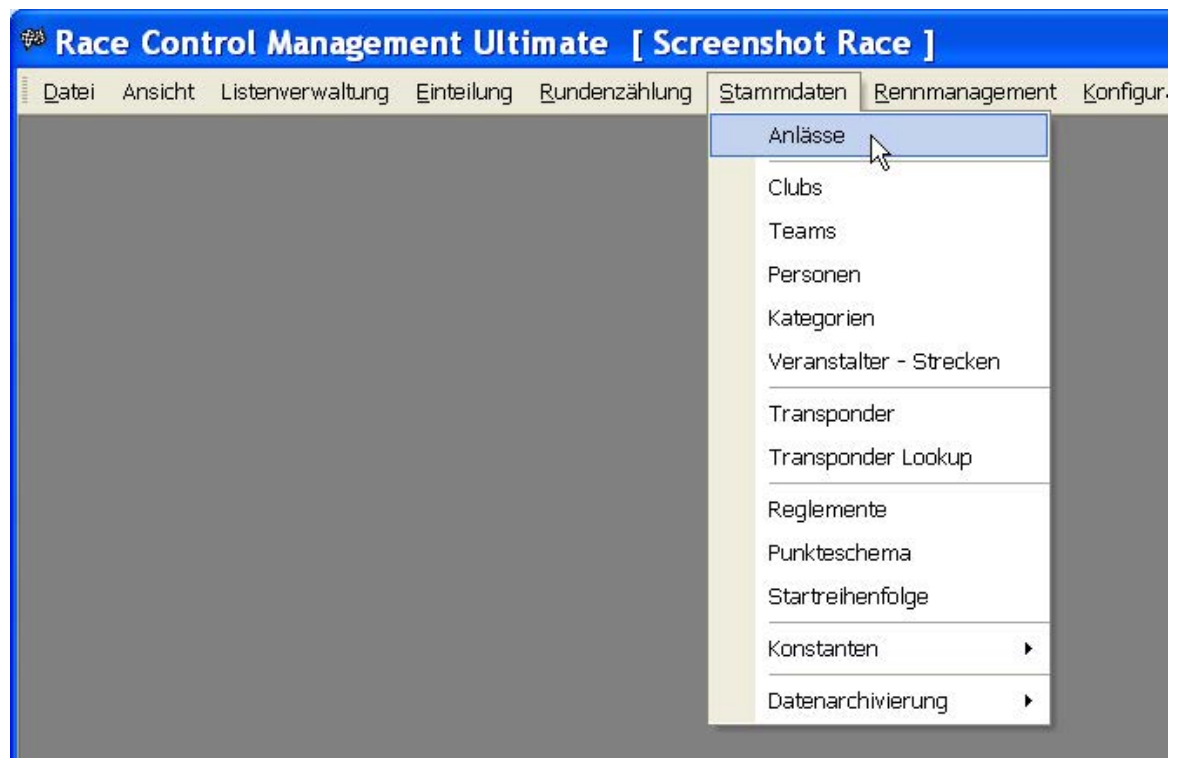 Race Control Management Ultimate [ Screenshot Race ]
Datei Ansicht Listenverwaltung Einteilung Rundenzählung Stammdaten Rennmanagement Konfigur
Anlässe
Clubs
Teams
Personen
Kategorien
Veranstalter - Strecken
Transponder
Transponder Lookup
Reglemente
Punkteschema
Startreihenfolge
Konstanten
Datenarchivierung